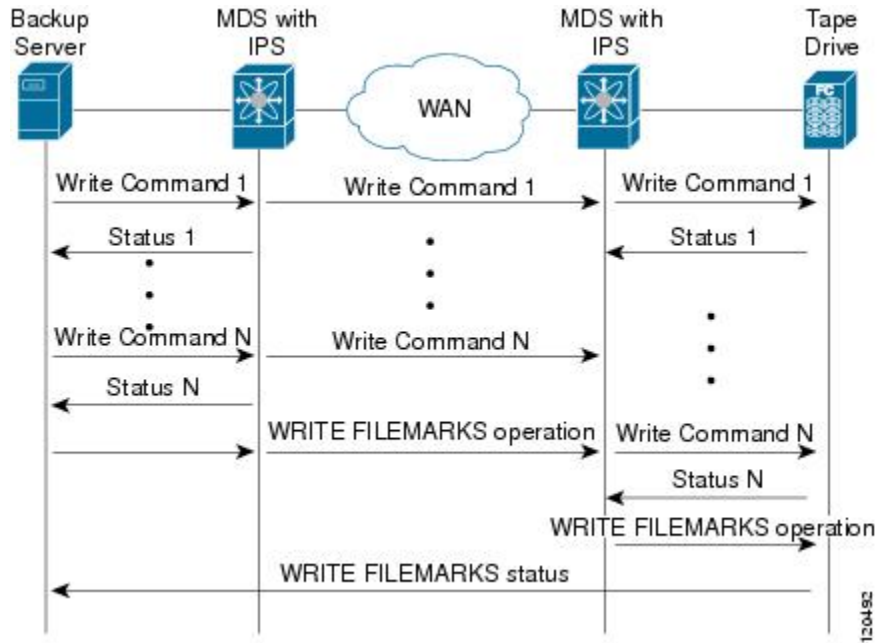 Backup
Server
MDS with
IPS
MDS with
IPS
Tape
Drive
WAN
FC
Write Command 1
Write Command 1
Write Command 1
Status 1
Status 1
Write Command N
Write Command N
Status N
WRITE FILEMARKS operation
Write Command N
Status N
WRITE FILEMARKS operation
WRITE FILEMARKS status
120492